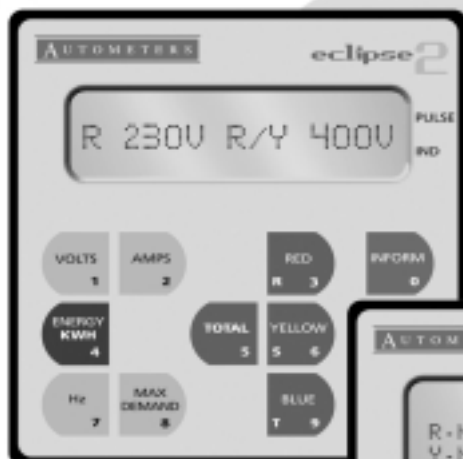 AUTOMETERS eclipse2
R 230V R/Y 400V
PULSE
IND
VOLTS 1
AMPS 2
RED R 3
INFORM 0
ENERGY KWH 4
TOTAL 5
YELLOW S 6
Hz 7
MAX DEMAND 8
BLUE T 9
AUTOM
R-
Y-